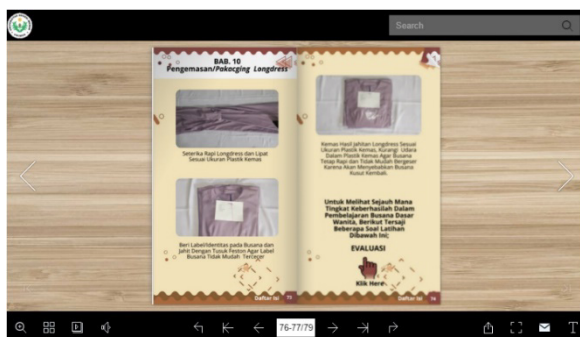 Search
BAB. 10
Pengemasan/Pakacging Longdress
Seterika Rapi Longdress dan Lipat
Sesuai Ukuran Plastik Kemas
Beri Label/Identitas pada Busana dan
Jahit Dengan Tusuk Feston Agar Label
Busana Tidak Mudah Tercecer
Daftar Isi
Kemas Hasil Jahitan Longdress Sesuai
Ukuran Plastik Kemas, Kurangi Udara
Dalam Plastik Kemas Agar Busana
Tetap Rapi dan Tidak Mudah Bergeser
Karena Akan Menyebabkan Busana
Kusut Kembali.
Untuk Melihat Sejauh Mana
Tingkat Keberhasilah Dalam
Pembelajaran Busana Dasar
Wanita, Berikut Tersaji
Beberapa Soal Latihan
Dibawah Ini;
EVALUASI
Klik Here
Daftar Isi
76-77/79
T